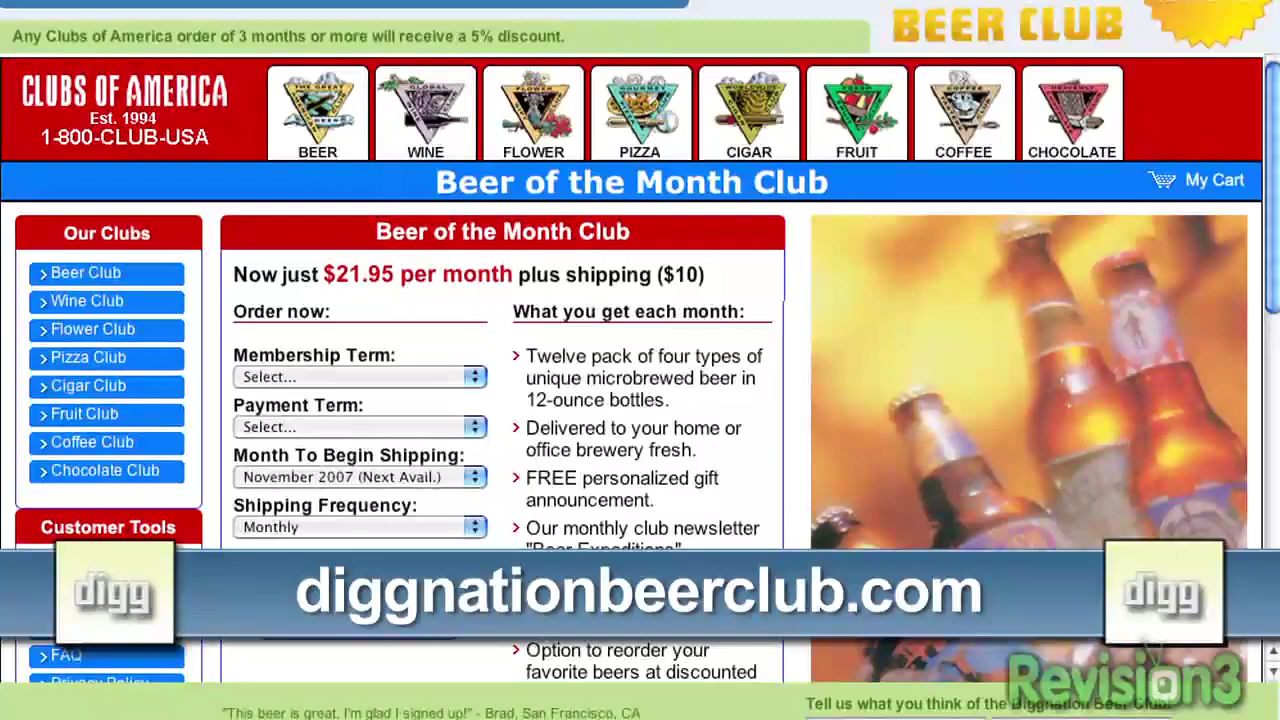 BEER CLUB
Any Clubs of America order of 3 months or more will receive a 5% discount.
CLUBS OF AMERICA
Est. 1994
1-800-CLUB-USA
BEER
WINE
FLOWER
PIZZA
CIGAR
FRUIT
COFFEE
CHOCOLATE
Beer of the Month Club
My Cart
Our Clubs
Beer Club
Wine Club
Flower Club
Pizza Club
Cigar Club
Fruit Club
Coffee Club
Chocolate Club
Customer Tools
FAQ
Privacy Policy
Beer of the Month Club
Now just $21.95 per month plus shipping ($10)
Order now:
Membership Term:
Select...
Payment Term:
Select...
Month To Begin Shipping:
November 2007 (Next Avail.)
Shipping Frequency:
Monthly
What you get each month:
Twelve pack of four types of
unique microbrewed beer in
12-ounce bottles.
Delivered to your home or
office brewery fresh.
FREE personalized gift
announcement.
Our monthly club newsletter
"Beer Expeditions"
Option to reorder your
favorite beers at discounted
digg
diggnationbeerclub.com
digg
Revision3
Tell us what you think of the Diggnation Beer Club!
"This beer is great, I'm glad I signed up!" - Brad, San Francisco, CA